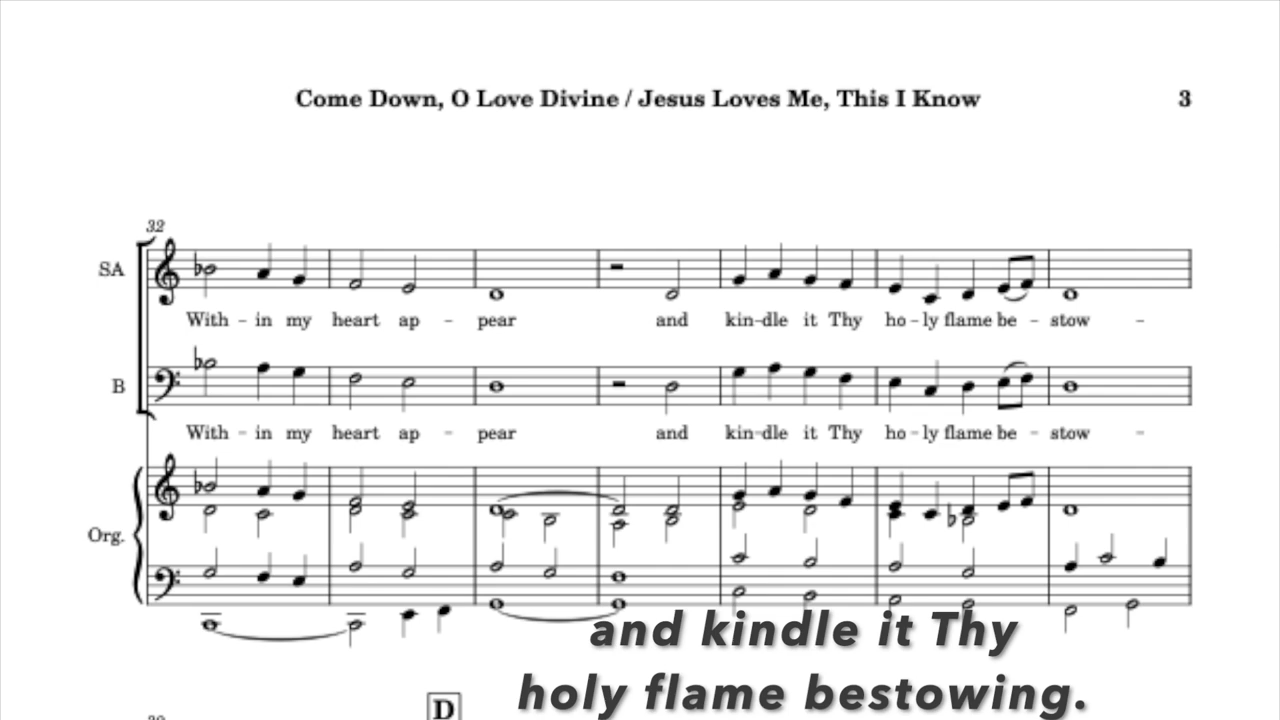 Come Down, O Love Divine / Jesus Loves Me, This I Know 3
32
SA
With - in my heart ap - pear and kin-dle it Thy ho-ly flame be - stow -
B
With - in my heart ap - pear and kin-dle it Thy ho-ly flame be - stow -
Org.
and kindle it Thy
holy flame bestowing.
D